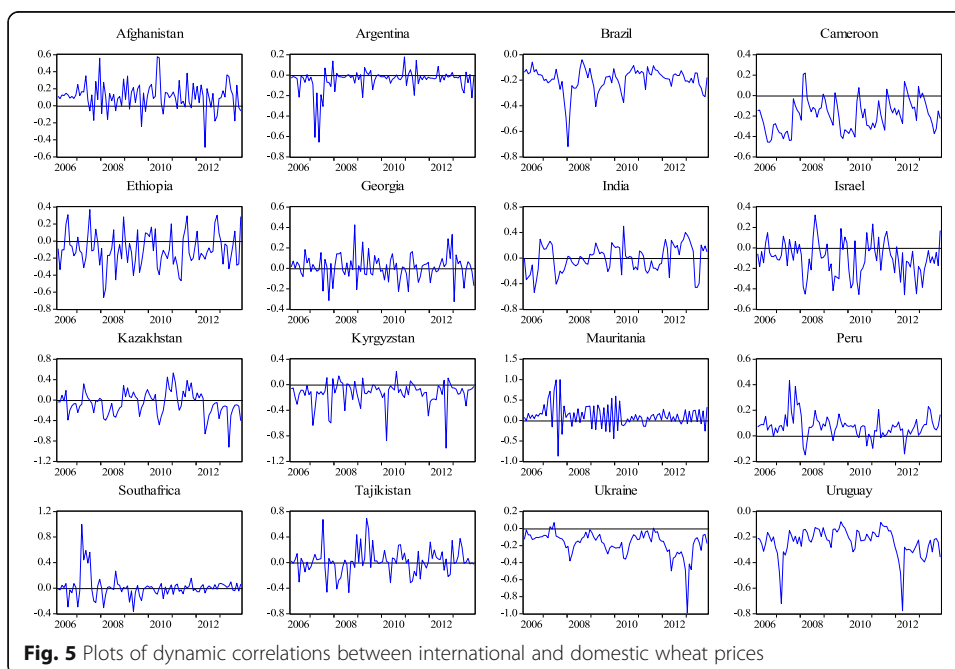 Afghanistan Argentina Brazil Cameroon
0.6 0.2 0.0 0.4
0.4 0.0 -0.2 0.2
0.2 -0.2 -0.4 0.0
0.0 -0.4 -0.6 -0.2
-0.2 -0.6 -0.8 -0.4
-0.4 -0.8 -0.6
-0.6
2006 2008 2010 2012 2006 2008 2010 2012 2006 2008 2010 2012 2006 2008 2010 2012
Ethiopia Georgia India Israel
0.4 0.6 0.8 0.4
0.2 0.4 0.4 0.2
0.0 0.2 0.0 0.0
-0.2 0.0 -0.4 -0.2
-0.4 -0.2 -0.8 -0.4
-0.6 -0.4 -0.6
-0.8
2006 2008 2010 2012 2006 2008 2010 2012 2006 2008 2010 2012 2006 2008 2010 2012
Kazakhstan Kyrgyzstan Mauritania Peru
0.8 0.4 1.5 0.6
0.4 0.0 1.0 0.4
0.0 -0.4 0.5 0.2
-0.4 -0.8 0.0 0.0
-0.8 -1.2 -0.5 -0.2
-1.2 -1.0
2006 2008 2010 2012 2006 2008 2010 2012 2006 2008 2010 2012 2006 2008 2010 2012
Southafrica Tajikistan Ukraine Uruguay
1.2 0.8 0.2 0.0
0.8 0.4 0.0 -0.2
0.4 0.0 -0.2 -0.4
0.0 -0.4 -0.4 -0.6
-0.4 -0.8 -0.6 -0.8
-0.8
-1.0
2006 2008 2010 2012 2006 2008 2010 2012 2006 2008 2010 2012 2006 2008 2010 2012
Fig. 5 Plots of dynamic correlations between international and domestic wheat prices